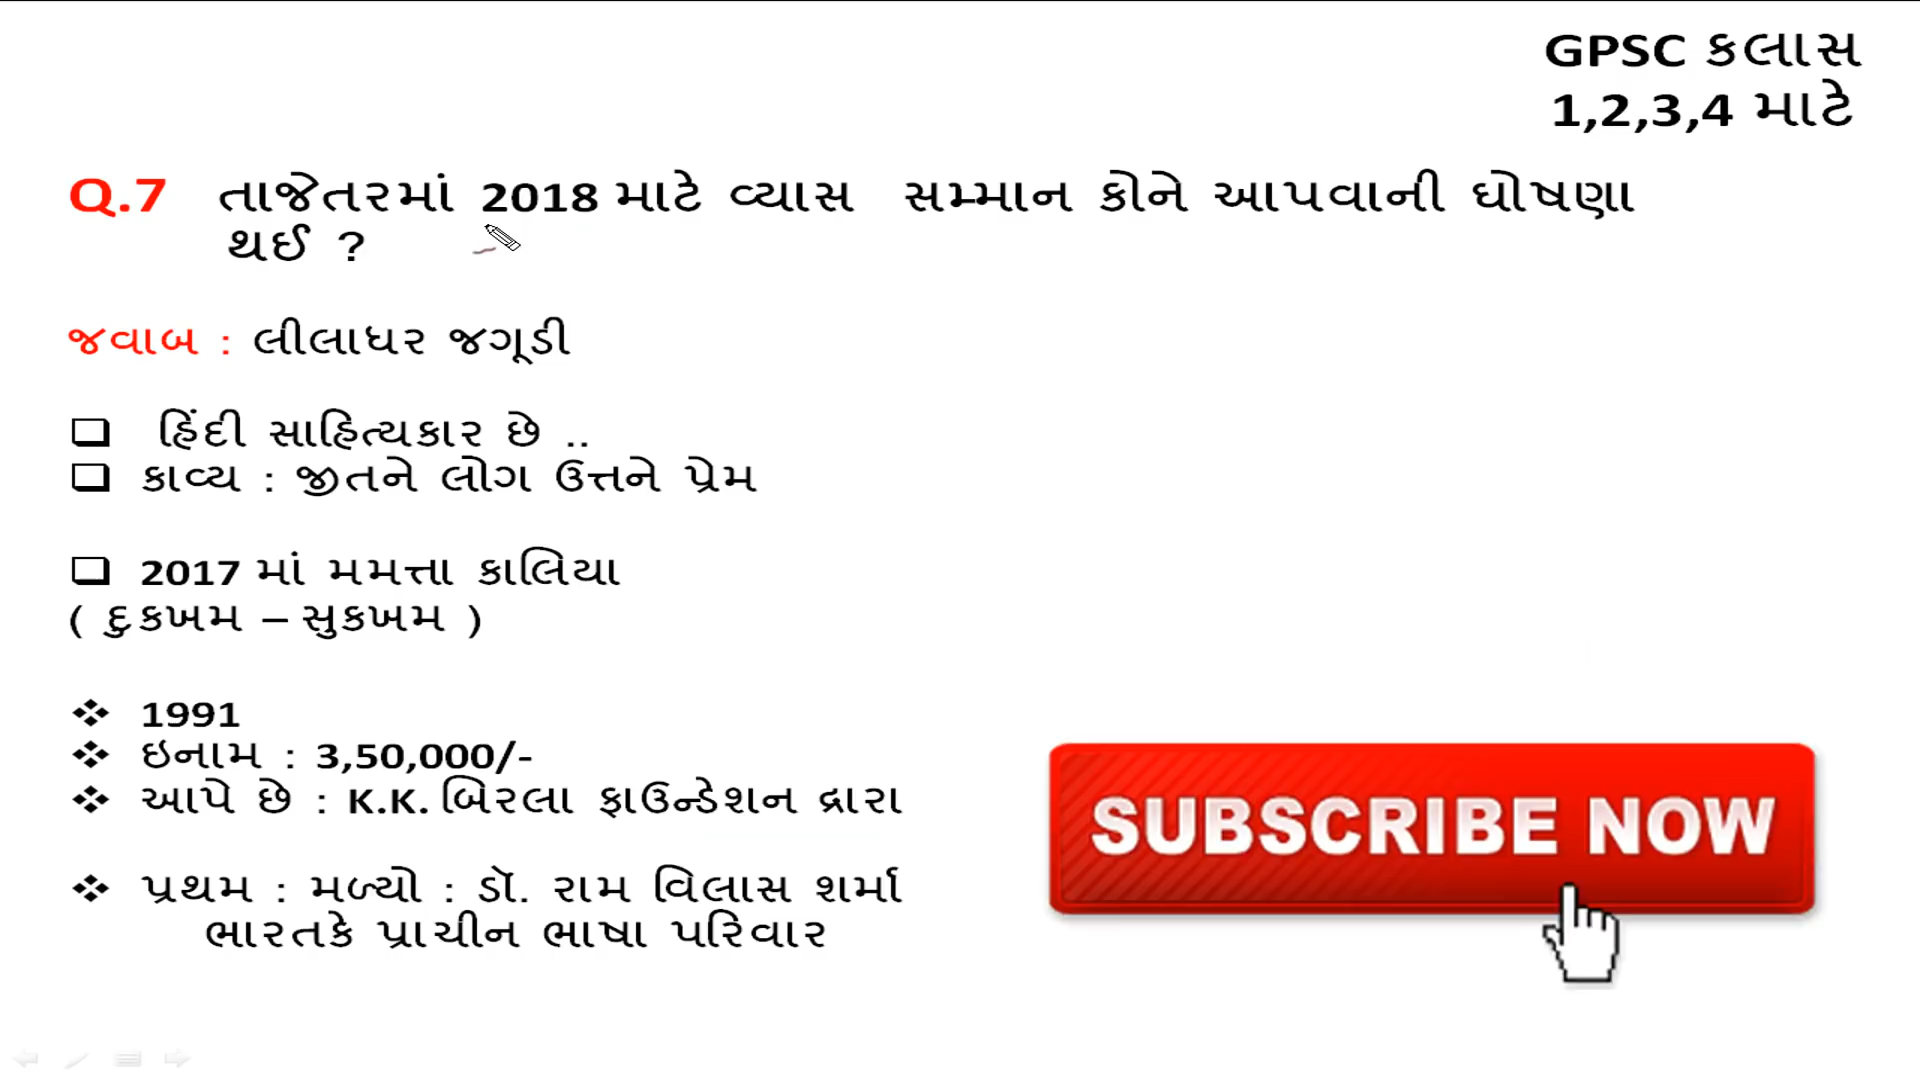 GPSC કલાસ
1,2,3,4 માટે
Q.7 તાજેતરમાં 2018 માટે વ્યાસ સમ્માન કોને આપવાની ઘોષણા
થઈ ?
જવાબ : લીલાધર જગૂડી
હિંદી સાહિત્યકાર છે ..
કાવ્ય : જીતને લોગ ઉત્તને પ્રેમ
2017 માં મમત્તા કાલિયા
( દુકખમ – સુકખમ )
1991
ઇનામ : 3,50,000/-
આપે છે : K.K. બિરલા ફાઉન્ડેશન દ્રારા
પ્રથમ : મળ્યો : ડૉ. રામ વિલાસ શર્મા
ભારતકે પ્રાચીન ભાષા પરિવાર
SUBSCRIBE NOW